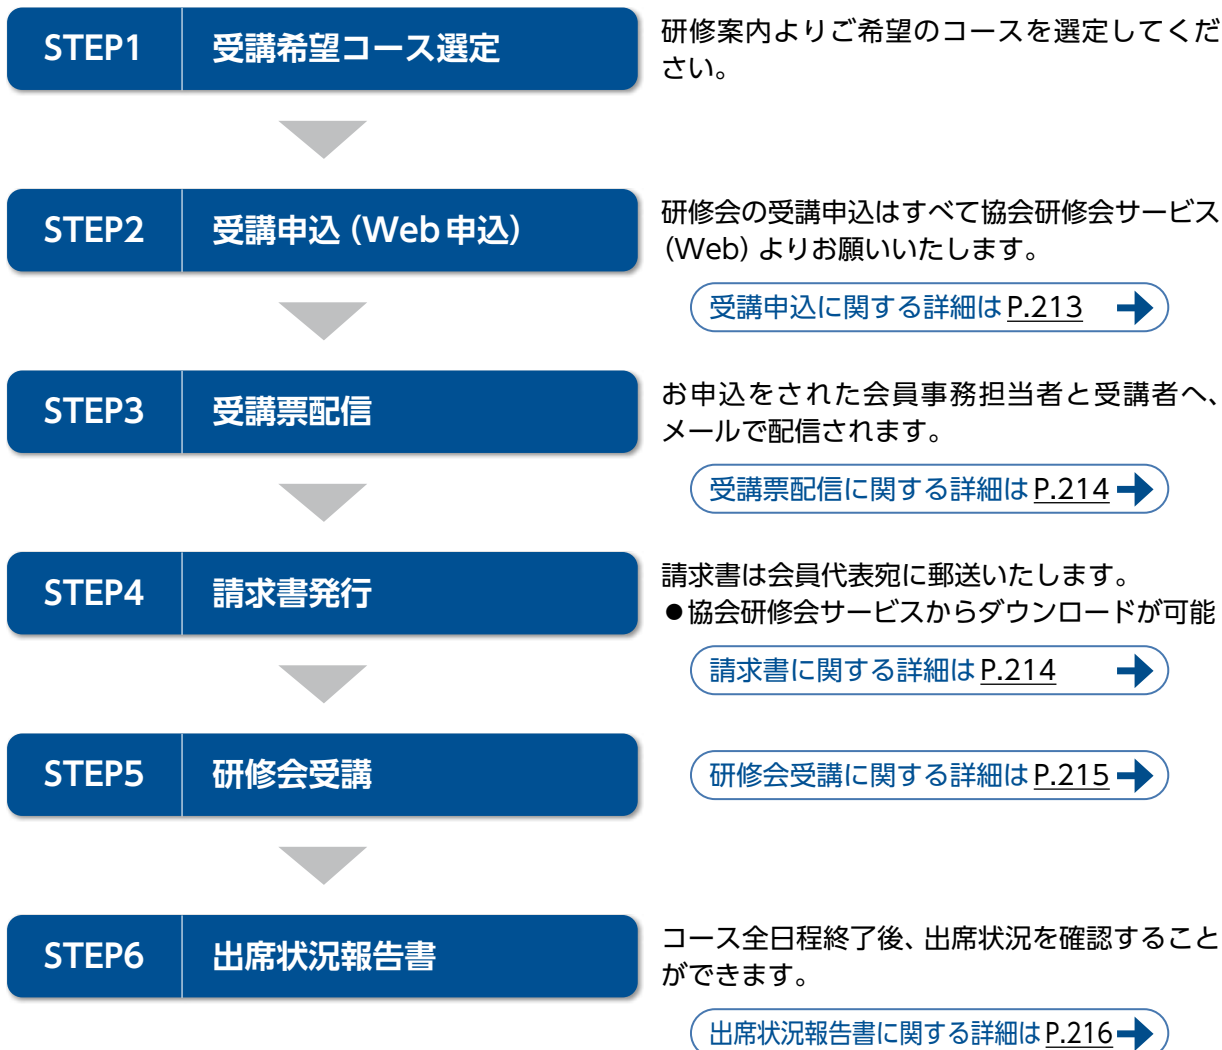 STEP1 受講希望コース選定
研修案内よりご希望のコースを選定してくだ
さい。
STEP2 受講申込（Web申込）
研修会の受講申込はすべて協会研修会サービス
（Web）よりお願いいたします。
受講申込に関する詳細は P.213
STEP3 受講票配信
お申込をされた会員事務担当者と受講者へ、
メールで配信されます。
受講票配信に関する詳細は P.214
STEP4 請求書発行
請求書は会員代表宛に郵送いたします。
●協会研修会サービスからダウンロードが可能
請求書に関する詳細は P.214
STEP5 研修会受講
研修会受講に関する詳細は P.215
STEP6 出席状況報告書
コース全日程終了後、出席状況を確認すること
ができます。
出席状況報告書に関する詳細は P.216